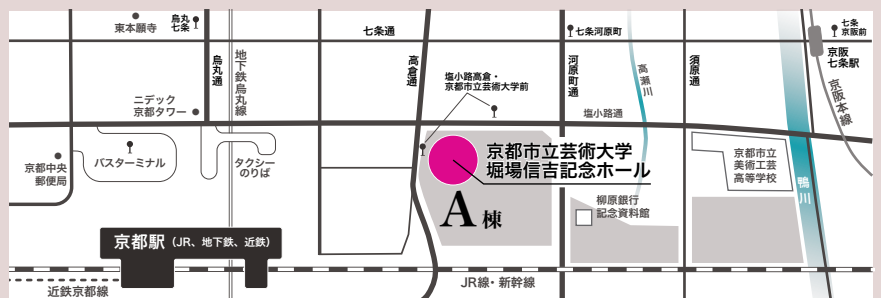 東本願寺
烏丸
七条
七条通
七条河原町
七条
京阪前
京阪
七条駅
烏丸通
地下鉄烏丸線
高倉通
河原町通
高瀬川
須原通
京阪本線
塩小路高倉・
京都市立芸術大学前
ニデック
京都タワー
塩小路通
京都中央
郵便局
バスターミナル
タクシー
のりば
京都市立芸術大学
堀場信吉記念ホール
A棟
京都市立
美術工芸
高等学校
鴨川
柳原銀行
記念資料館
京都駅（JR、地下鉄、近鉄）
JR線・新幹線
近鉄京都線